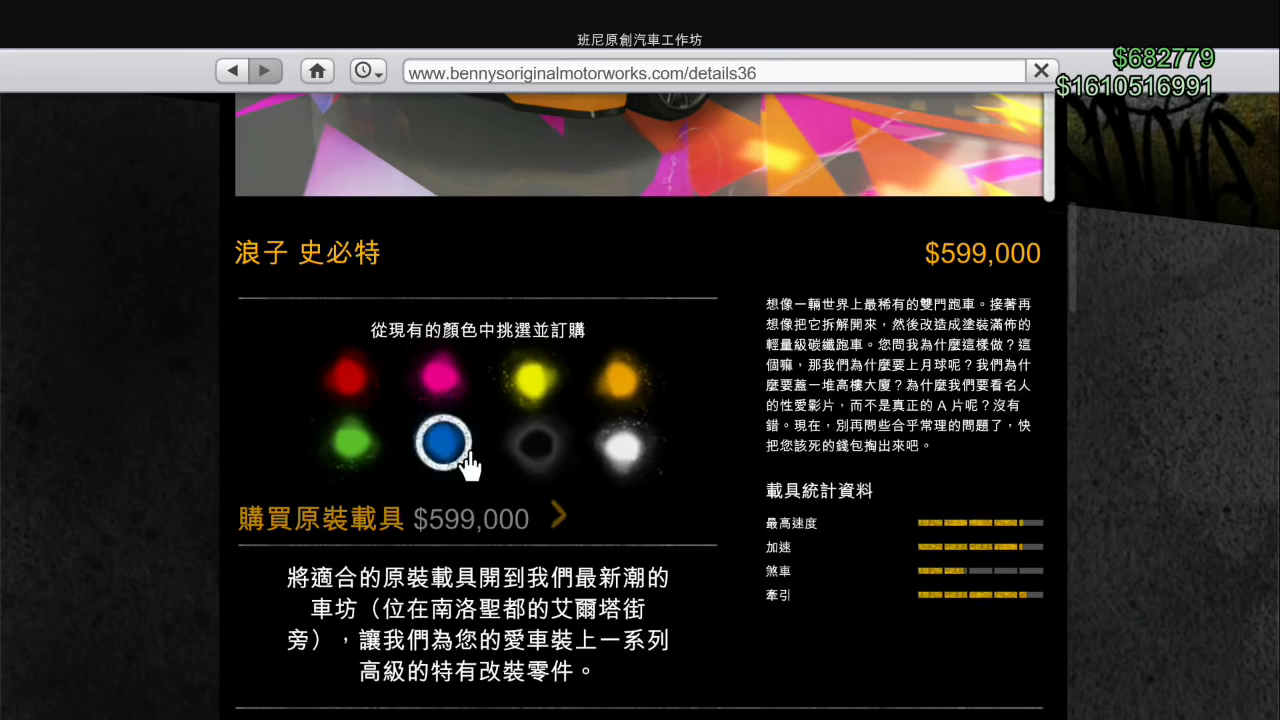 班尼原創汽車工作坊
$682779
www.bennysoriginalmotorworks.com/details36
$1610516991
浪子 史必特
$599,000
從現有的顏色中挑選並訂購
購買原裝載具 $599,000
將適合的原裝載具開到我們最新潮的
車坊（位在南洛聖都的艾爾塔街
旁），讓我們為您的愛車裝上一系列
高級的特有改裝零件。
想像一輛世界上最稀有的雙門跑車。接著再
想像把它拆解開來，然後改造成塗裝滿佈的
輕量級碳纖跑車。您問我為什麼這樣做？這
個嘛，那我們為什麼要上月球呢？我們為什
麼要蓋一堆高樓大廈？為什麼我們要看名人
的性愛影片，而不是真正的 A 片呢？沒有
錯。現在，別再問些合乎常理的問題了，快
把您該死的錢包掏出來吧。
載具統計資料
最高速度
加速
煞車
牽引